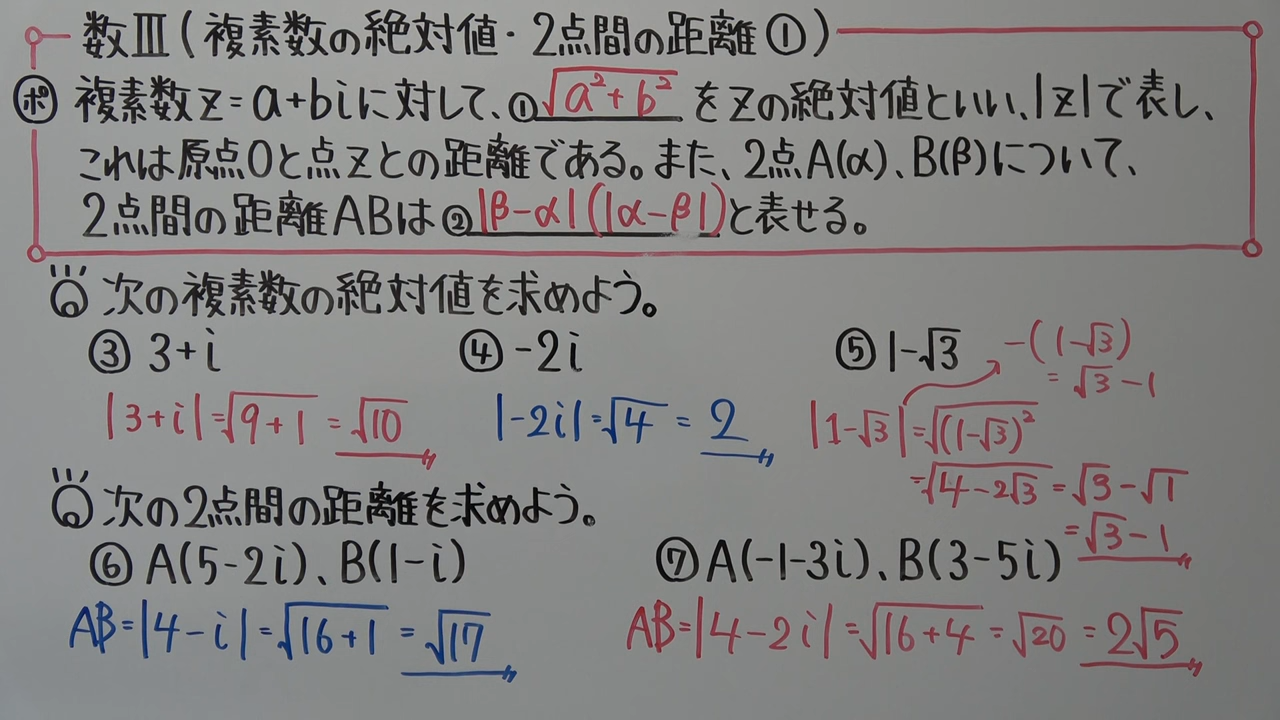 数Ⅲ(複素数の絶対値・2点間の距離①)
ポ 複素数z=a+biに対して、①√(a²+b²)をzの絶対値といい、|z|で表し、
これは原点Oと点zとの距離である。また、2点A(α)、B(β)について、
2点間の距離ABは②|β-α|(|α-β|)と表せる。
Q 次の複素数の絶対値を求めよう。
③ 3+i ④ -2i ⑤ 1-√3
-(1-√3)
=√3-1
|3+i|=√(9+1)=√10
|-2i|=√4=2
|1-√3|=√((1-√3)²)
=√(4-2√3)=√3-√1
=√3-1
Q 次の2点間の距離を求めよう。
⑥ A(5-2i)、B(1-i) ⑦ A(-1-3i)、B(3-5i)
AB=|4-i|=√(16+1)=√17
AB=|4-2i|=√(16+4)=√20=2√5